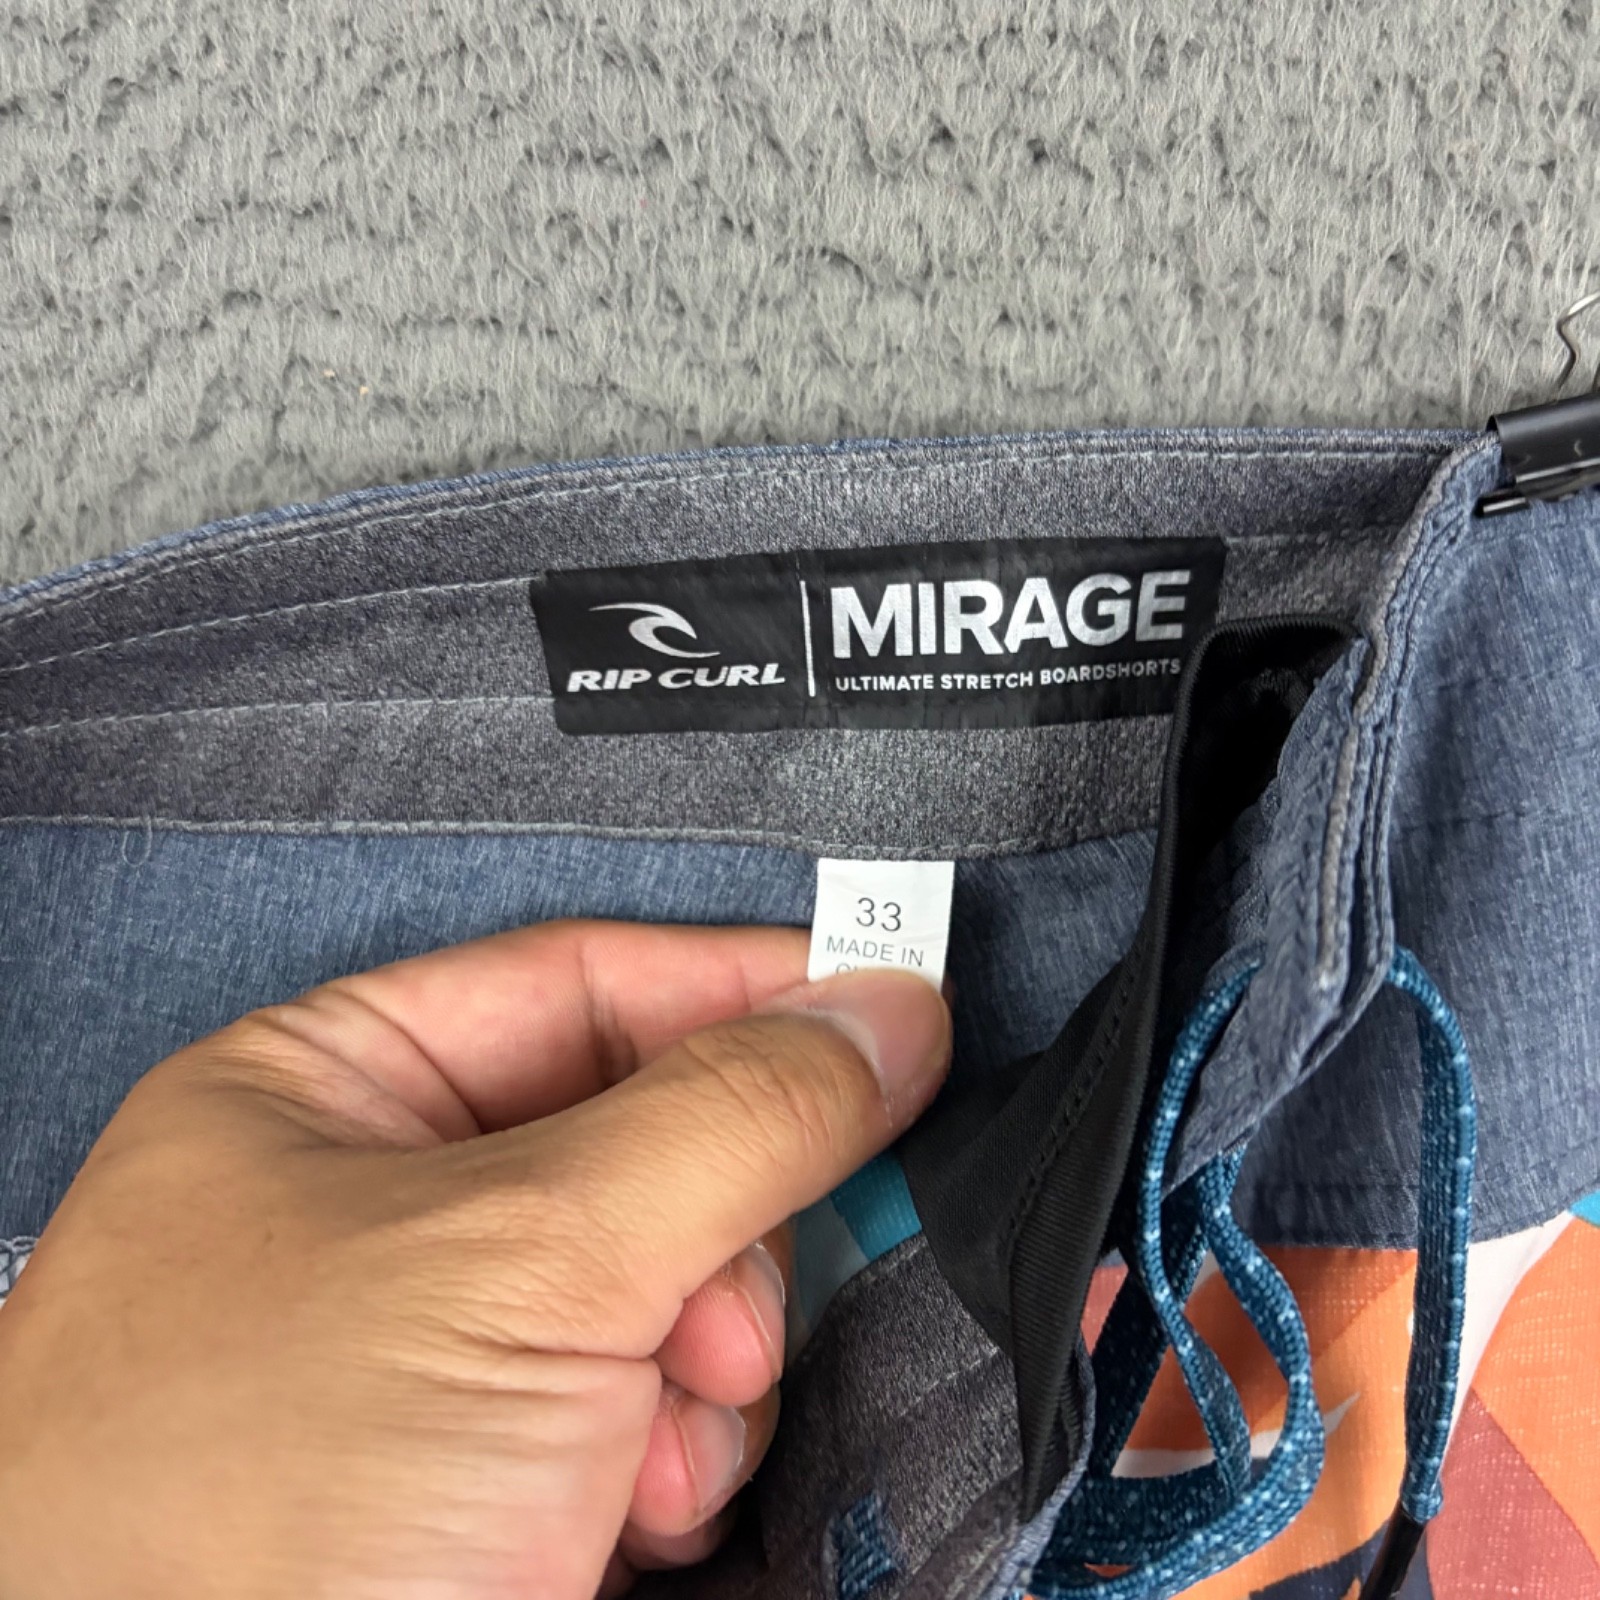 RIP CURL
MIRAGE
ULTIMATE STRETCH BOARDSHORTS
33
MADE IN